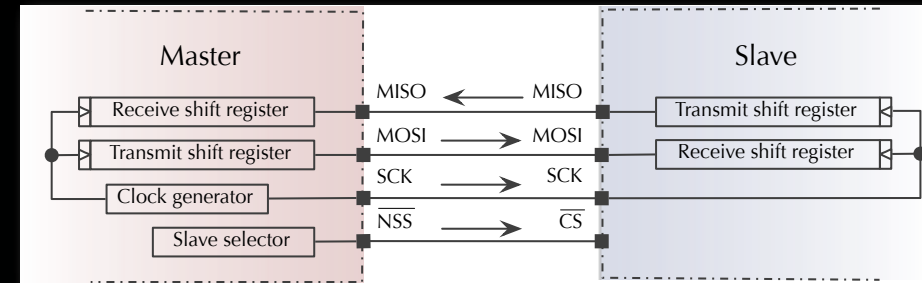 Master
Slave
MISO
MISO
Receive shift register
Transmit shift register
MOSI
MOSI
Transmit shift register
Receive shift register
SCK
SCK
Clock generator
NSS
CS
Slave selector